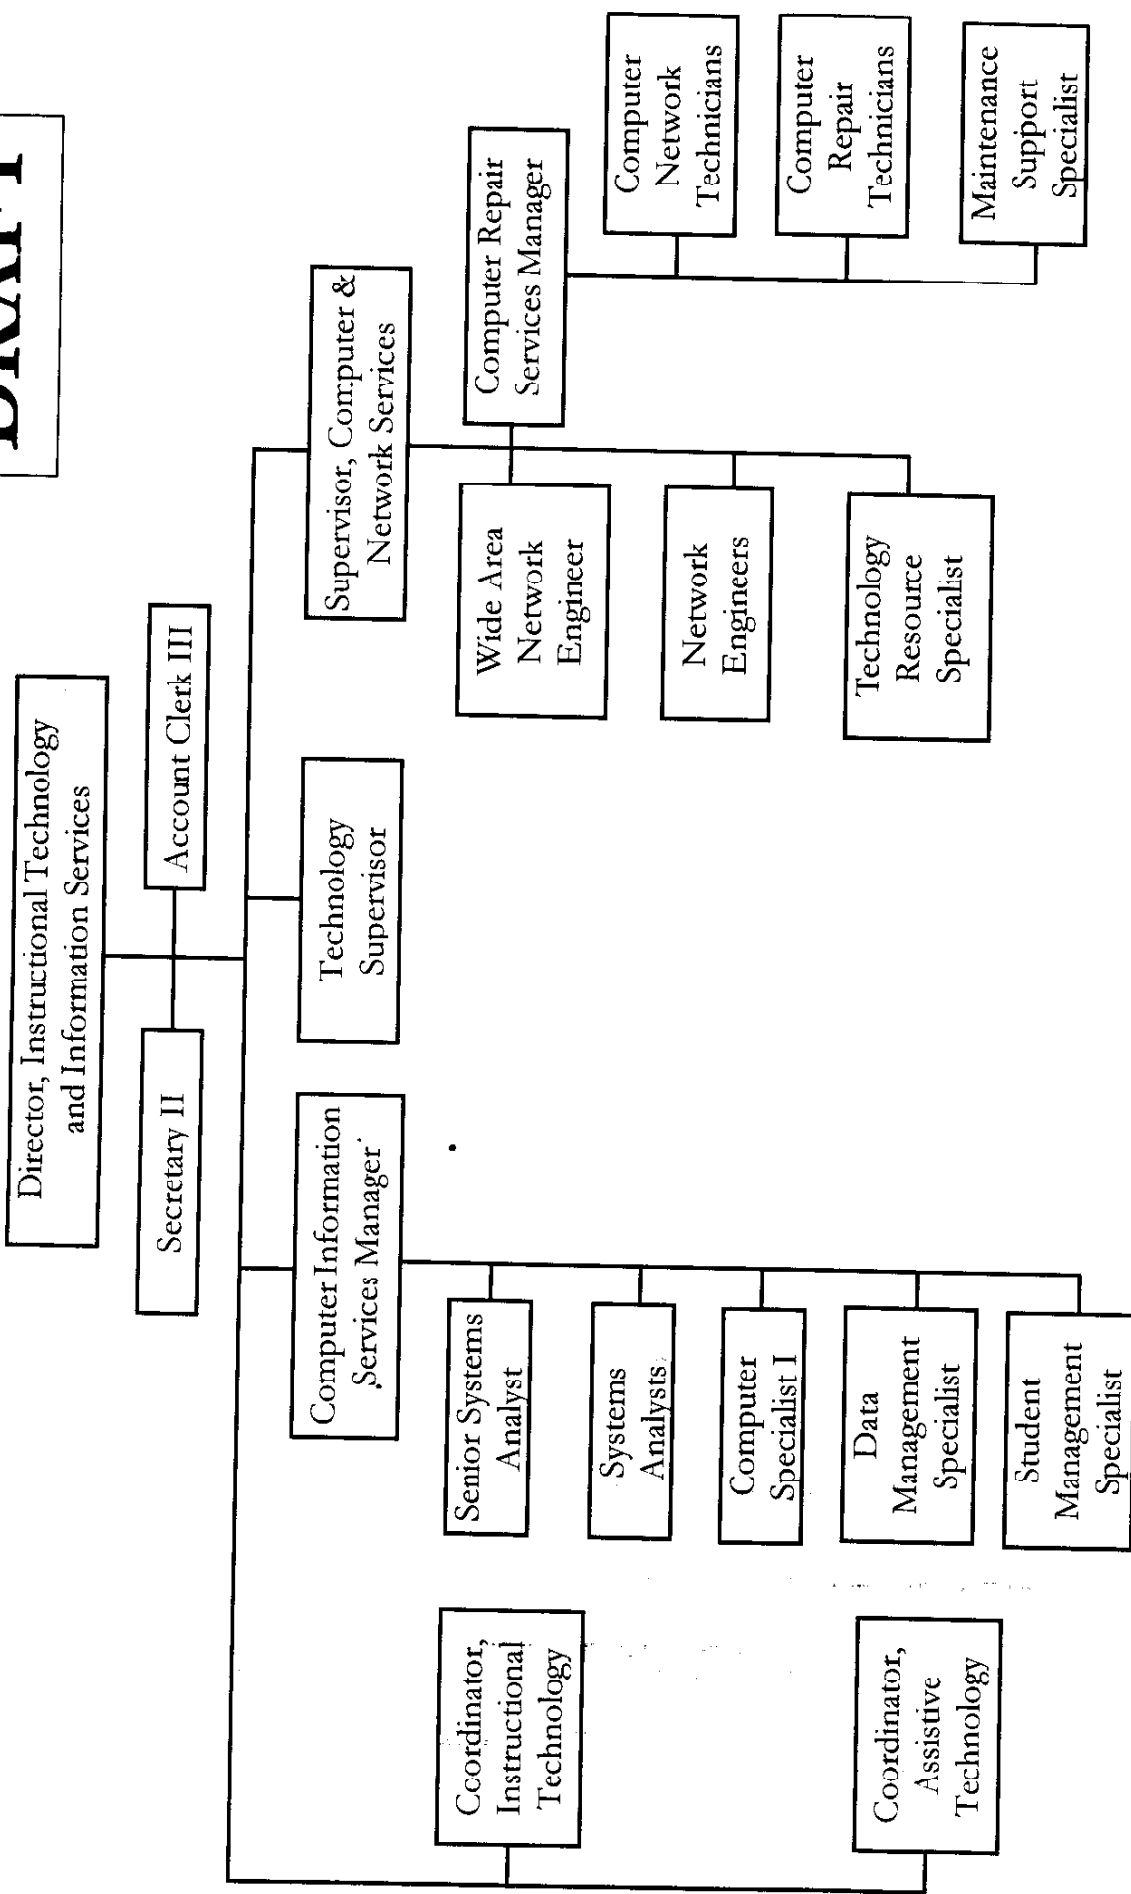 DRAFT
Director, Instructional Technology
and Information Services
Secretary II
Account Clerk III
Computer Information
Services Manager
Technology
Supervisor
Supervisor, Computer &
Network Services
Coordinator,
Instructional
Technology
Coordinator,
Assistive
Technology
Senior Systems
Analyst
Systems
Analysts
Computer
Specialist I
Data
Management
Specialist
Student
Management
Specialist
Wide Area
Network
Engineer
Network
Engineers
Technology
Resource
Specialist
Computer Repair
Services Manager
Computer
Network
Technicians
Computer
Repair
Technicians
Maintenance
Support
Specialist